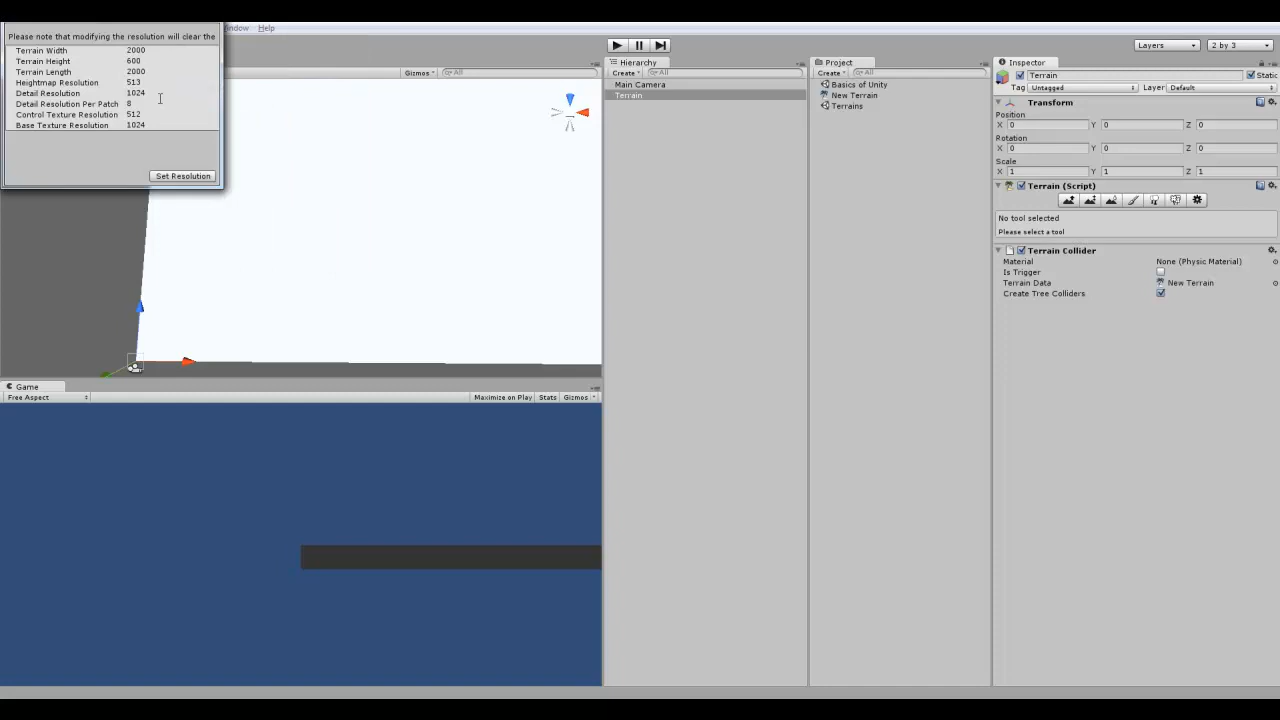 Please note that modifying the resolution will clear the
Terrain Width 2000
Terrain Height 600
Terrain Length 2000
Heightmap Resolution 513
Detail Resolution 1024
Detail Resolution Per Patch 8
Control Texture Resolution 512
Base Texture Resolution 1024
Set Resolution
Help
Gizmos
All
Game
Free Aspect
Maximize on Play Stats Gizmos
Hierarchy
Create All
Main Camera
Terrain
Project
Create All
Basics of Unity
New Terrain
Terrains
Layers 2 by 3
Inspector
Terrain Static
Tag Untagged Layer Default
Transform
Position
X 0 Y 0 Z 0
Rotation
X 0 Y 0 Z 0
Scale
X 1 Y 1 Z 1
Terrain (Script)
No tool selected
Please select a tool
Terrain Collider
Material None (Physic Material)
Is Trigger
Terrain Data New Terrain
Create Tree Colliders